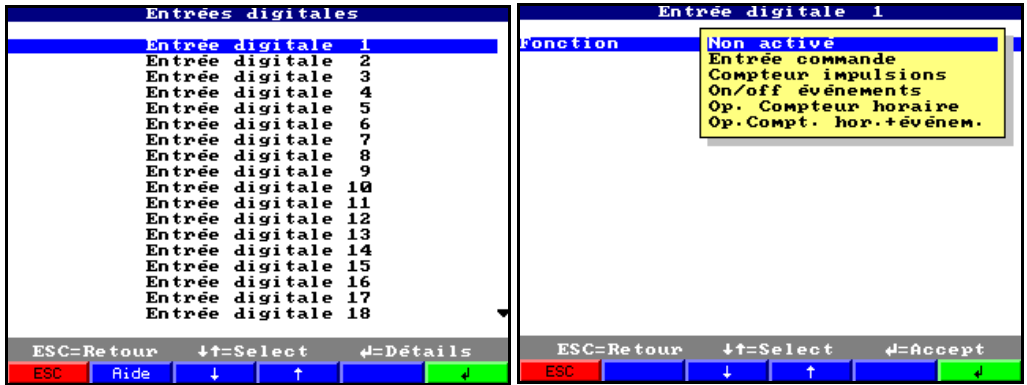 Entrées digitales
Entrée digitale 1
Entrée digitale 2
Entrée digitale 3
Entrée digitale 4
Entrée digitale 5
Entrée digitale 6
Entrée digitale 7
Entrée digitale 8
Entrée digitale 9
Entrée digitale 10
Entrée digitale 11
Entrée digitale 12
Entrée digitale 13
Entrée digitale 14
Entrée digitale 15
Entrée digitale 16
Entrée digitale 17
Entrée digitale 18
ESC=Retour ↓↑=Select ↲=Détails
ESC Aide ↓ ↑ ↲
Entrée digitale 1
Fonction
Non activé
Entrée commande
Compteur impulsions
On/off événements
Op. Compteur horaire
Op.Compt. hor.+événem.
ESC=Retour ↓↑=Select ↲=Accept
ESC ↓ ↑ ↲